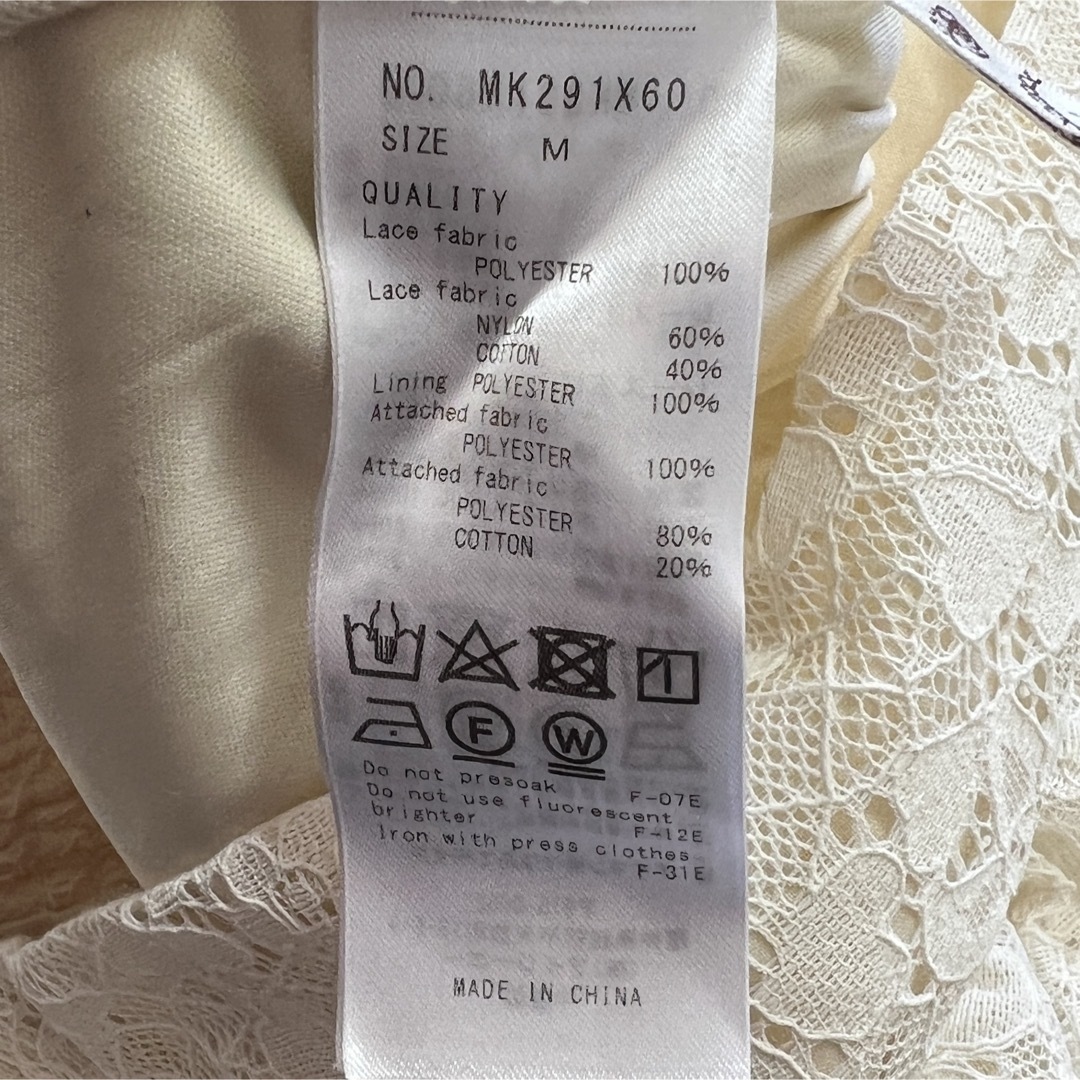 NO. MK291X60
SIZE M
QUALITY
Lace fabric
POLYESTER 100%
Lace fabric
NYLON 60%
COTTON 40%
Lining POLYESTER 100%
Attached fabric
POLYESTER 100%
Attached fabric
POLYESTER 80%
COTTON 20%
F W
Do not presoak F-07E
Do not use fluorescent
brighter F-12E
Iron with press clothes
F-31E
MADE IN CHINA